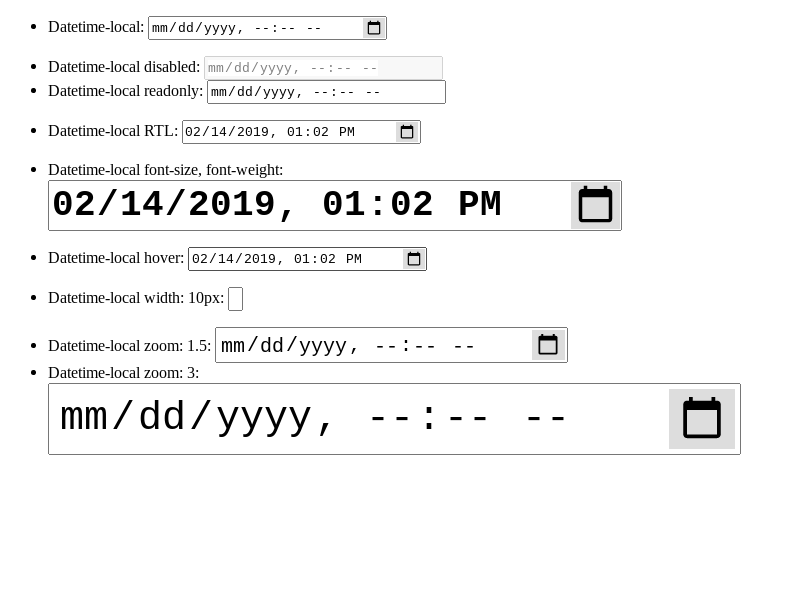 Datetime-local: mm/dd/yyyy, --:-- --
Datetime-local disabled: mm/dd/yyyy, --:-- --
Datetime-local readonly: mm/dd/yyyy, --:-- --
Datetime-local RTL: 02/14/2019, 01:02 PM
Datetime-local font-size, font-weight:
02/14/2019, 01:02 PM
Datetime-local hover: 02/14/2019, 01:02 PM
Datetime-local width: 10px:
Datetime-local zoom: 1.5: mm/dd/yyyy, --:-- --
Datetime-local zoom: 3:
mm/dd/yyyy, --:-- --